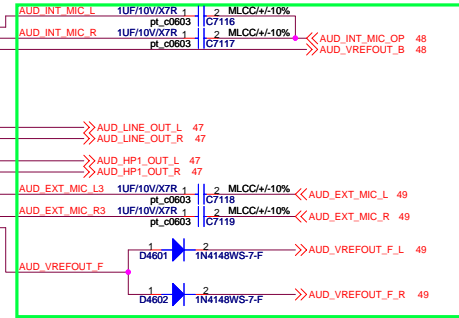 AUD_INT_MIC_L 1UF/10V/X7R 1 2 MLCC/+/-10%
pt_c0603 C7116
AUD_INT_MIC_R 1UF/10V/X7R 1 2 MLCC/+/-10%
pt_c0603 C7117
AUD_INT_MIC_OP 48
AUD_VREFOUT_B 48
AUD_LINE_OUT_L 47
AUD_LINE_OUT_R 47
AUD_HP1_OUT_L 47
AUD_HP1_OUT_R 47
AUD_EXT_MIC_L3 1UF/10V/X7R 1 2 MLCC/+/-10%
AUD_EXT_MIC_L 49
pt_c0603 C7118
AUD_EXT_MIC_R3 1UF/10V/X7R 1 2 MLCC/+/-10%
AUD_EXT_MIC_R 49
pt_c0603 C7119
1 2
AUD_VREFOUT_F_L 49
D4601 1N4148WS-7-F
AUD_VREFOUT_F
1 2
AUD_VREFOUT_F_R 49
D4602 1N4148WS-7-F